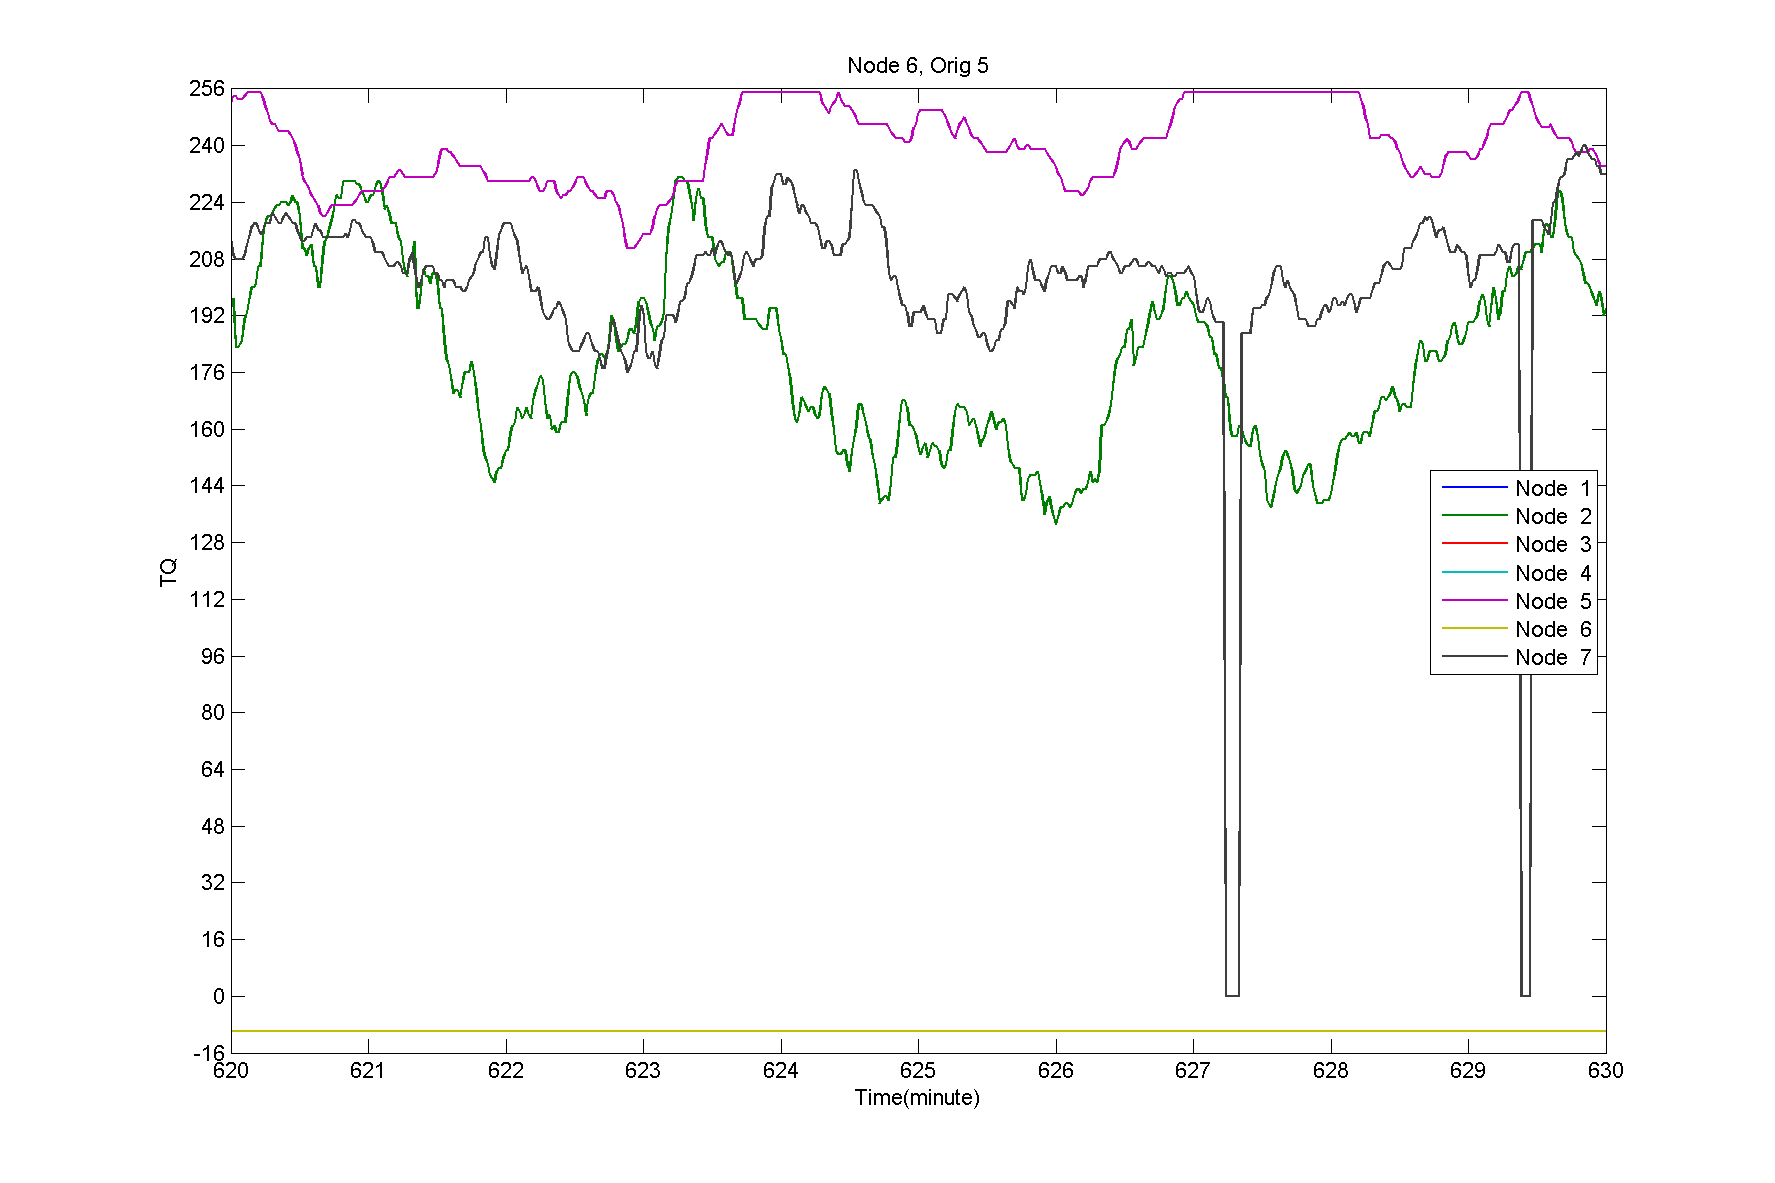 Node 6, Orig 5
256
240
224
208
192
176
160
144
128
112
96
80
64
48
32
16
0
-16
TQ
Node 1
Node 2
Node 3
Node 4
Node 5
Node 6
Node 7
620 621 622 623 624 625 626 627 628 629 630
Time(minute)